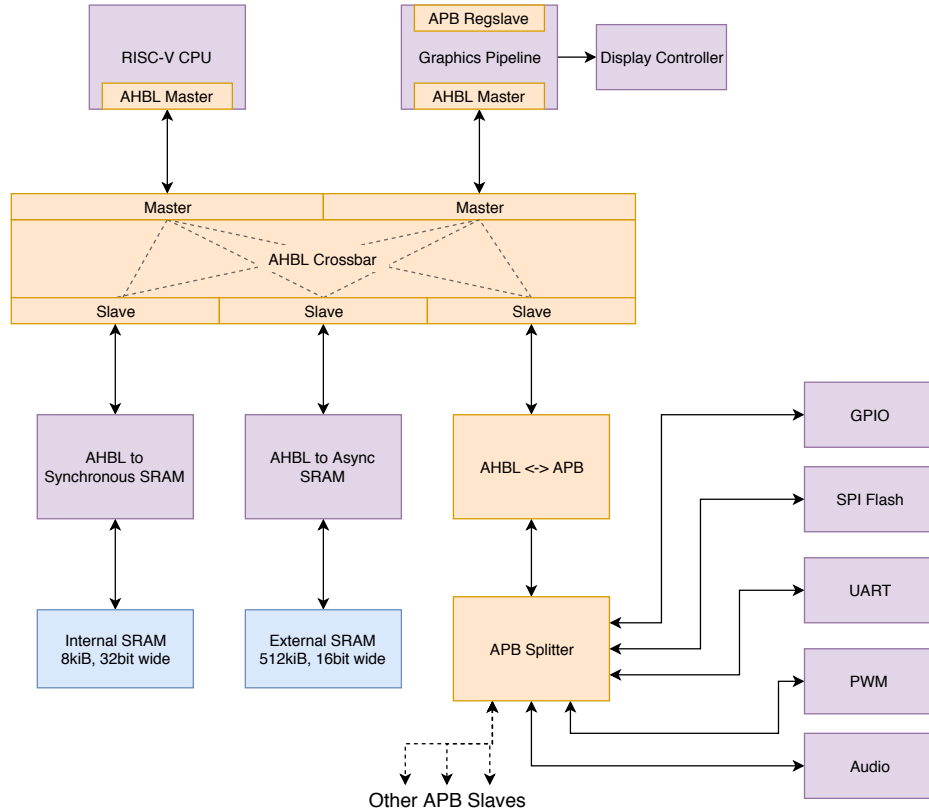 APB Regslave
RISC-V CPU
Graphics Pipeline
Display Controller
AHBL Master
AHBL Master
Master
Master
AHBL Crossbar
Slave
Slave
Slave
AHBL to
Synchronous SRAM
AHBL to Async
SRAM
AHBL <-> APB
GPIO
SPI Flash
UART
Internal SRAM
8kiB, 32bit wide
External SRAM
512kiB, 16bit wide
APB Splitter
PWM
Audio
Other APB Slaves